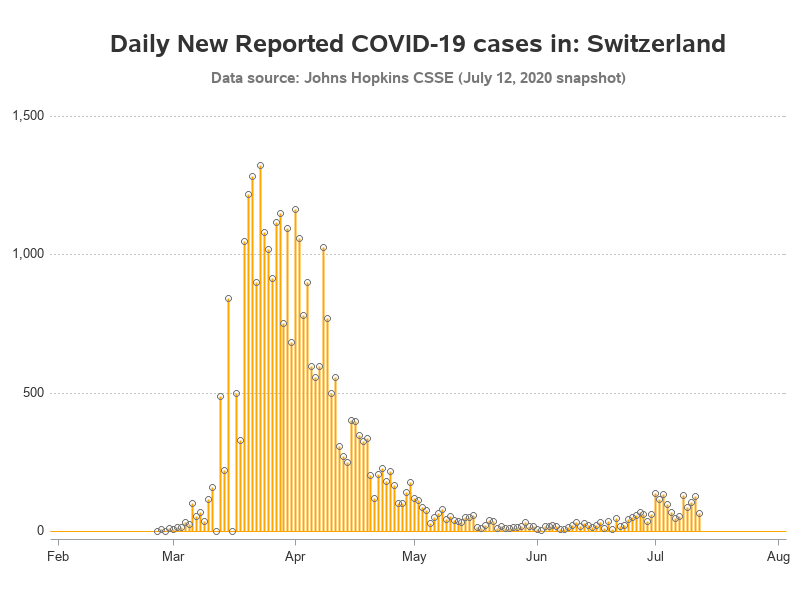 Daily New Reported COVID-19 cases in: Switzerland
Data source: Johns Hopkins CSSE (July 12, 2020 snapshot)
1,500
1,000
500
0
Feb Mar Apr May Jun Jul Aug